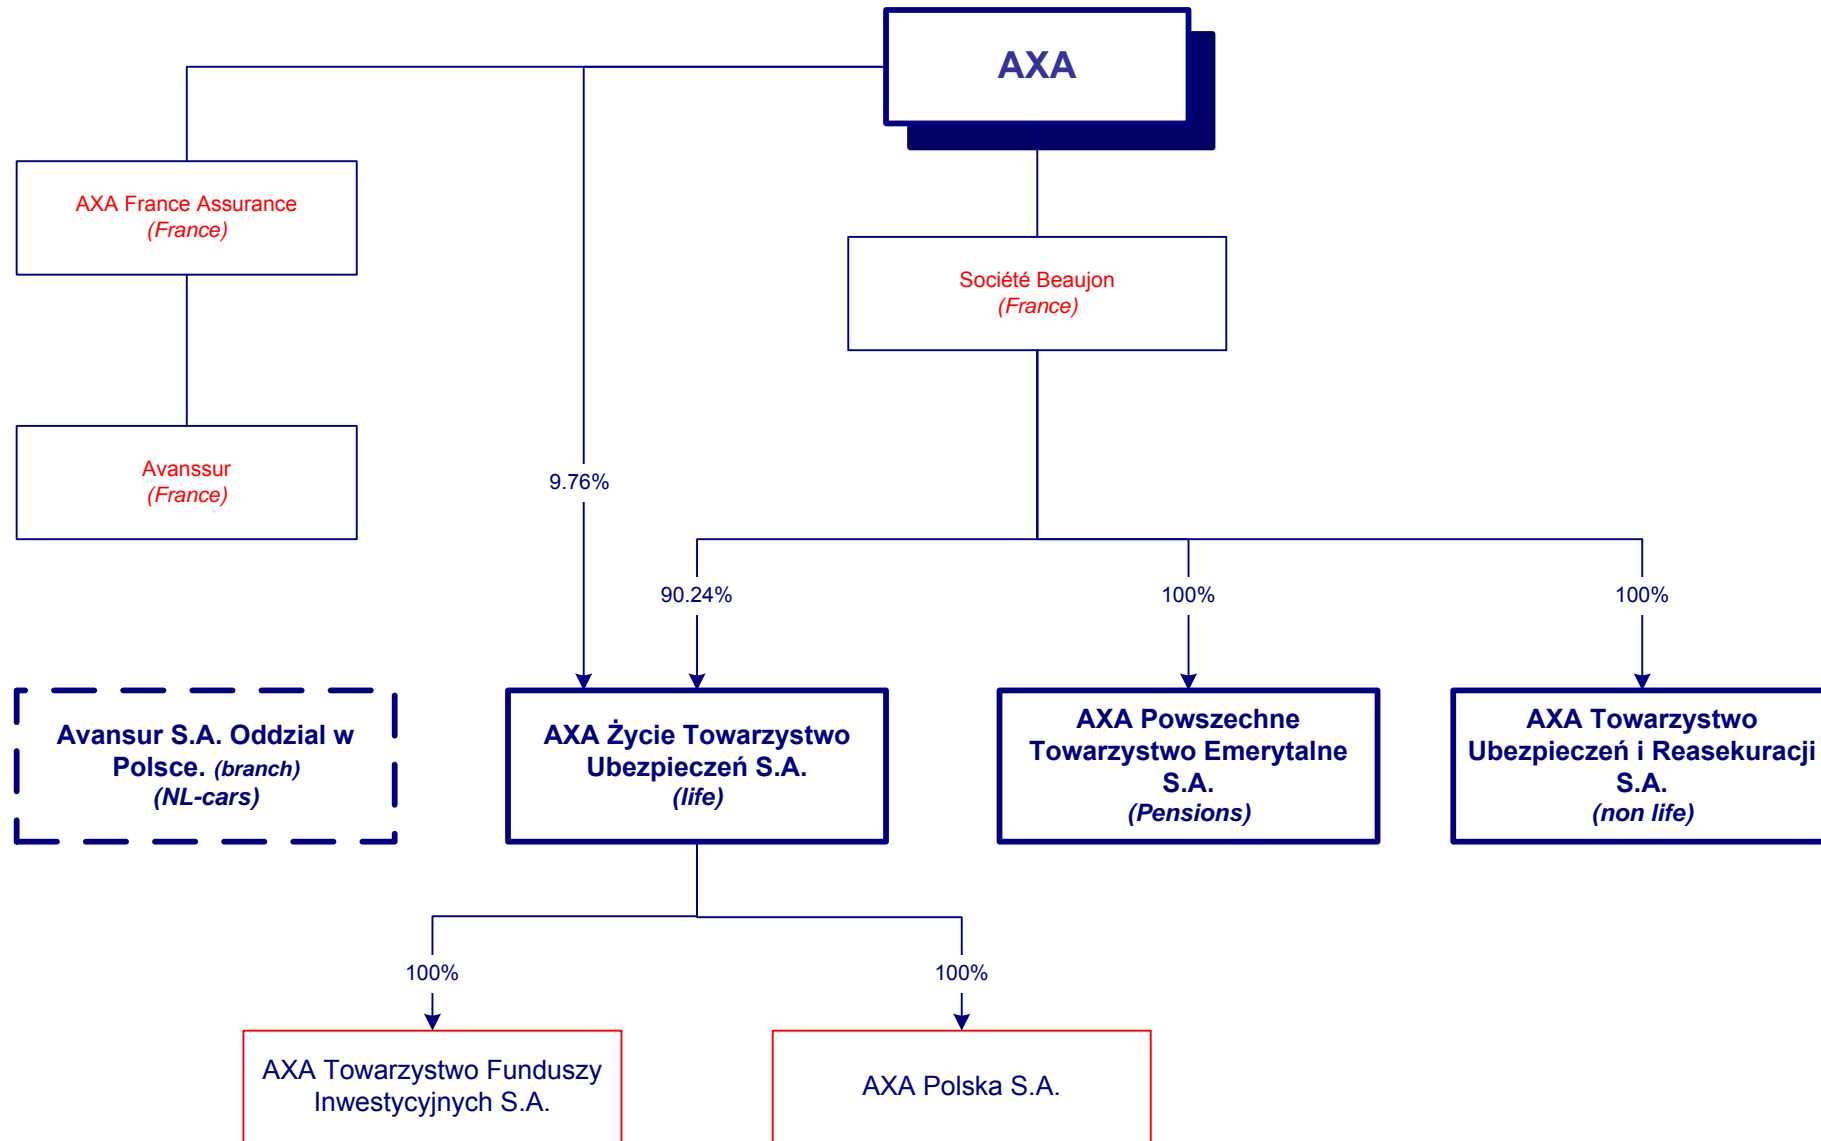 AXA
AXA France Assurance
(France)
Société Beaujon
(France)
Avanssur
(France)
9.76%
90.24%
100%
100%
Avansur S.A. Oddzial w
Polsce. (branch)
(NL-cars)
AXA Życie Towarzystwo
Ubezpieczeń S.A.
(life)
AXA Powszechne
Towarzystwo Emerytalne
S.A.
(Pensions)
AXA Towarzystwo
Ubezpieczeń i Reasekuracji
S.A.
(non life)
100%
100%
AXA Towarzystwo Funduszy
Inwestycyjnych S.A.
AXA Polska S.A.